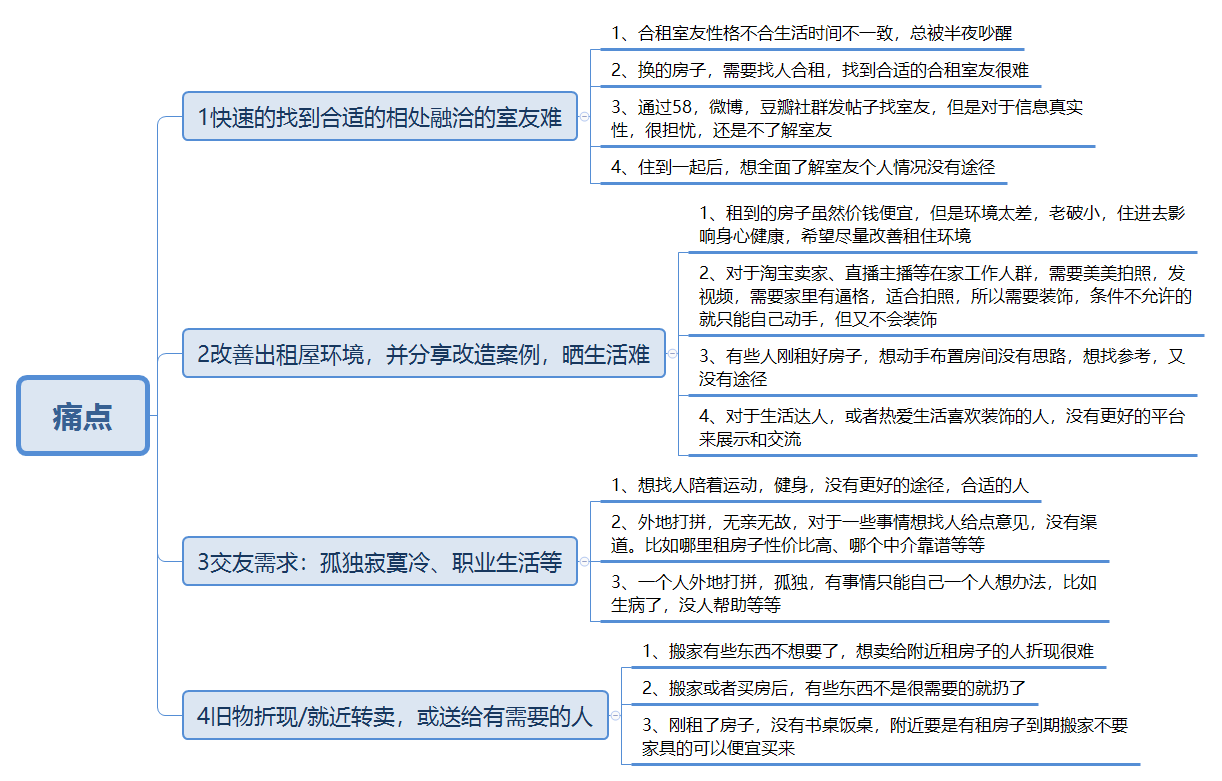 痛点
1快速的找到合适的相处融洽的室友难
1、合租室友性格不合生活时间不一致，总被半夜吵醒
2、换的房子，需要找人合租，找到合适的合租室友很难
3、通过58，微博，豆瓣社群发帖子找室友，但是对于信息真实
性，很担忧，还是不了解室友
4、住到一起后，想全面了解室友个人情况没有途径
2改善出租屋环境，并分享改造案例，晒生活难
1、租到的房子虽然价钱便宜，但是环境太差，老破小，住进去影
响身心健康，希望尽量改善租住环境
2、对于淘宝卖家、直播主播等在家工作人群，需要美美拍照，发
视频，需要家里有逼格，适合拍照，所以需要装饰，条件不允许的
就只能自己动手，但又不会装饰
3、有些人刚租好房子，想动手布置房间没有思路，想找参考，又
没有途径
4、对于生活达人，或者热爱生活喜欢装饰的人，没有更好的平台
来展示和交流
3交友需求：孤独寂寞冷、职业生活等
1、想找人陪着运动，健身，没有更好的途径，合适的人
2、外地打拼，无亲无故，对于一些事情想找人给点意见，没有渠
道。比如哪里租房子性价比高、哪个中介靠谱等等
3、一个人外地打拼，孤独，有事情只能自己一个人想办法，比如
生病了，没人帮助等等
4旧物折现/就近转卖，或送给有需要的人
1、搬家有些东西不想要了，想卖给附近租房子的人折现很难
2、搬家或者买房后，有些东西不是很需要的就扔了
3、刚租了房子，没有书桌饭桌，附近要是有租房子到期搬家不要
家具的可以便宜买来